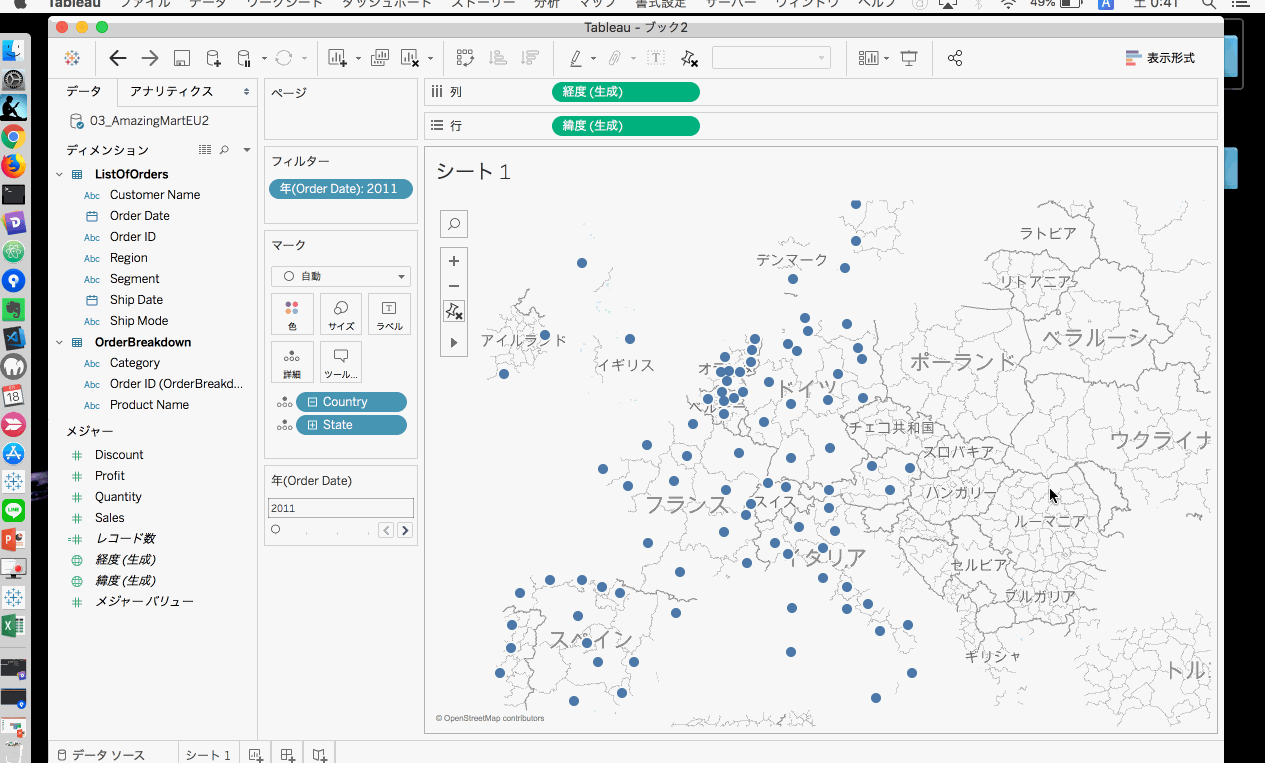 Tableau ファイル データ ワークシート ダッシュボード ストーリー 分析 マップ 書式設定 サーバー ウィンドウ ヘルプ 49% A 土 0:41
Tableau - ブック2
表示形式
データ アナリティクス
03_AmazingMartEU2
ディメンション
ListOfOrders
Abc Customer Name
Order Date
Abc Order ID
Abc Region
Abc Segment
Ship Date
Abc Ship Mode
OrderBreakdown
Abc Category
Abc Order ID (OrderBreakd...
Abc Product Name
メジャー
Discount
Profit
Quantity
Sales
レコード数
経度 (生成)
緯度 (生成)
メジャー バリュー
ページ
フィルター
年(Order Date): 2011
マーク
自動
色 サイズ ラベル
詳細 ツール...
Country
State
年(Order Date)
2011
列 経度 (生成)
行 緯度 (生成)
シート 1
ラトビア
デンマーク
リトアニア
アイルランド
ベラルーシ
イギリス
ポーランド
ドイツ
ベルギー
チェコ共和国
ウクライナ
スロバキア
ハンガリー
フランス
スイス
ルーマニア
イタリア
セルビア
ブルガリア
スペイン
ギリシャ
© OpenStreetMap contributors
データ ソース シート 1
18
LINE